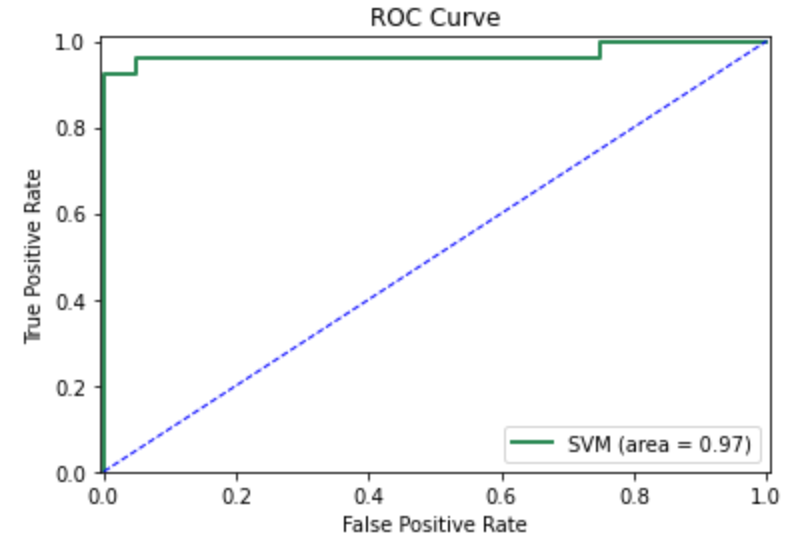 ROC Curve
1.0
0.8
0.6
0.4
0.2
0.0
True Positive Rate
SVM (area = 0.97)
0.0 0.2 0.4 0.6 0.8 1.0
False Positive Rate